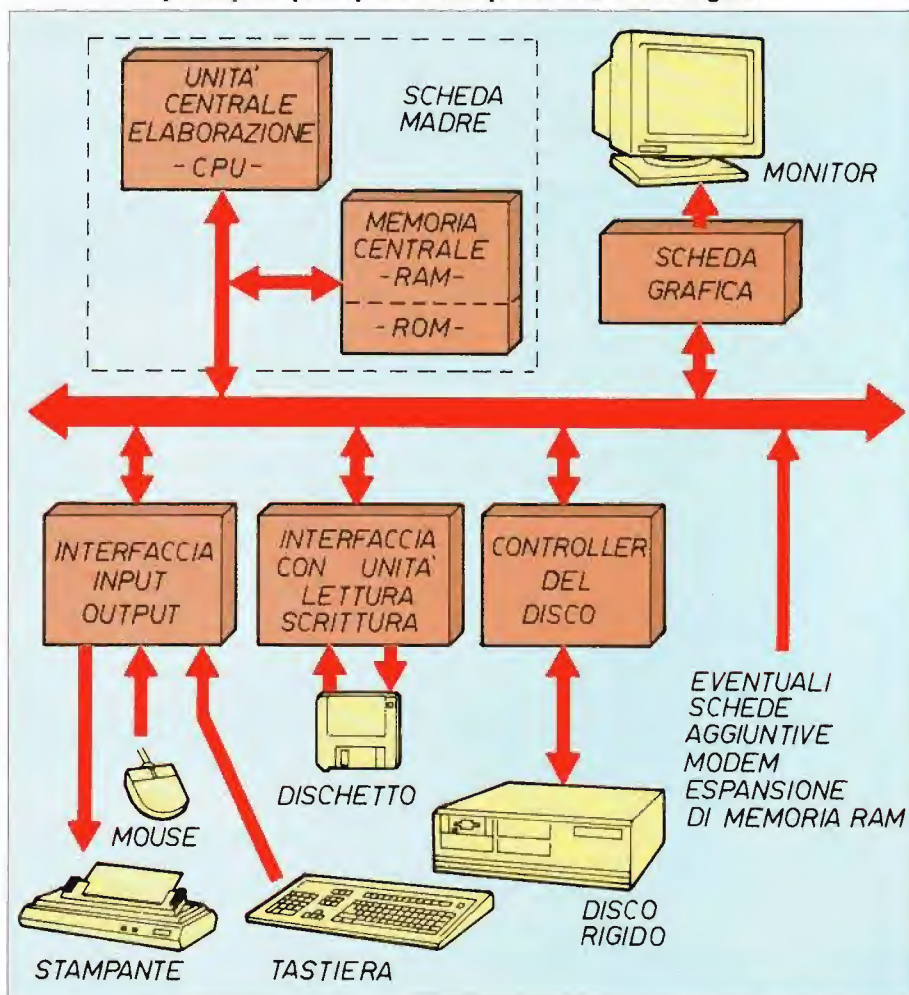 UNITA'
CENTRALE
ELABORAZIONE
- CPU -
SCHEDA
MADRE
MEMORIA
CENTRALE
-RAM-
-ROM-
MONITOR
SCHEDA
GRAFICA
INTERFACCIA
INPUT
OUTPUT
INTERFACCIA
CON UNITA'
LETTURA
SCRITTURA
CONTROLLER
DEL
DISCO
EVENTUALI
SCHEDE
AGGIUNTIVE
MODEM
ESPANSIONE
DI MEMORIA RAM
MOUSE
DISCHETTO
DISCO
RIGIDO
STAMPANTE
TASTIERA